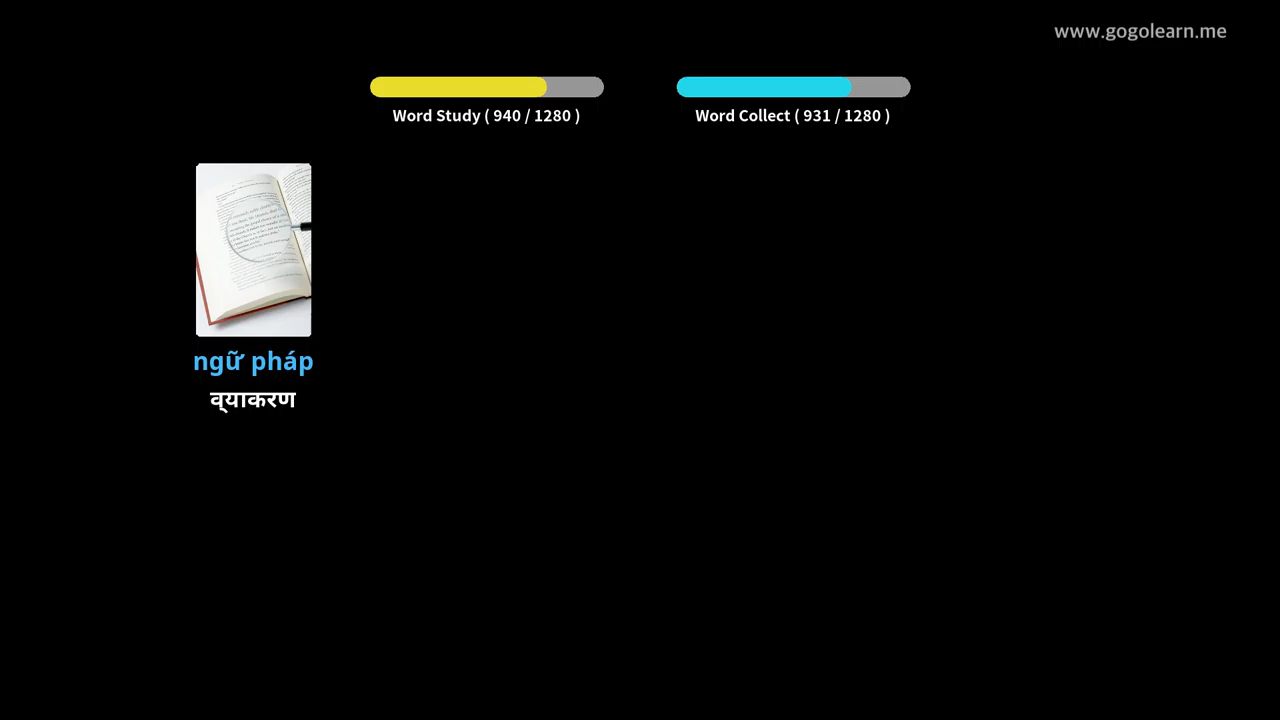 www.gogolearn.me
Word Study ( 940 / 1280 )
Word Collect ( 931 / 1280 )
ngữ pháp
व्याकरण